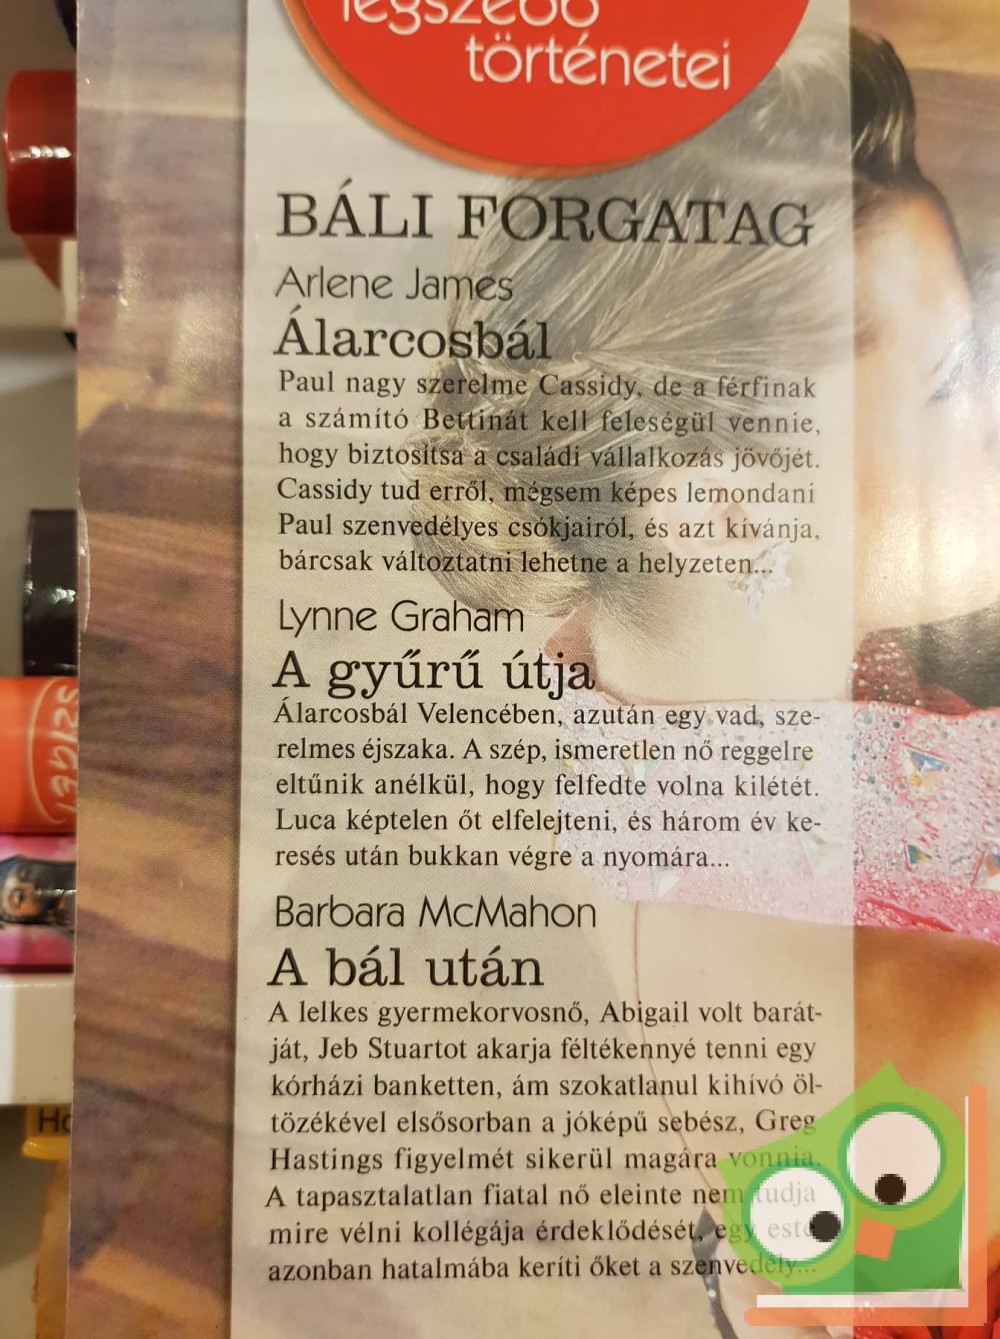 legszebb
történetei
BÁLI FORGATAG
Arlene James
Álarcosbál
Paul nagy szerelme Cassidy, de a férfinak
a számító Bettinát kell feleségül vennie,
hogy biztosítsa a családi vállalkozás jövőjét.
Cassidy tud erről, mégsem képes lemondani
Paul szenvedélyes csókjairól, és azt kívánja,
bárcsak változtatni lehetne a helyzeten...
Lynne Graham
A gyűrű útja
Álarcosbál Velencében, azután egy vad, sze-
relmes éjszaka. A szép, ismeretlen nő reggelre
eltűnik anélkül, hogy felfedte volna kilétét.
Luca képtelen őt elfelejteni, és három év ke-
resés után bukkan végre a nyomára...
Barbara McMahon
A bál után
A lelkes gyermekorvosnő, Abigail volt barát-
ját, Jeb Stuartot akarja féltékennyé tenni egy
kórházi banketten, ám szokatlanul kihívó öl-
tözékével elsősorban a jóképű sebész, Greg
Hastings figyelmét sikerül magára vonnia.
A tapasztalatlan fiatal nő eleinte nem tudja
mire vélni kollégája érdeklődését, egy este
azonban hatalmába keríti őket a szenvedély...